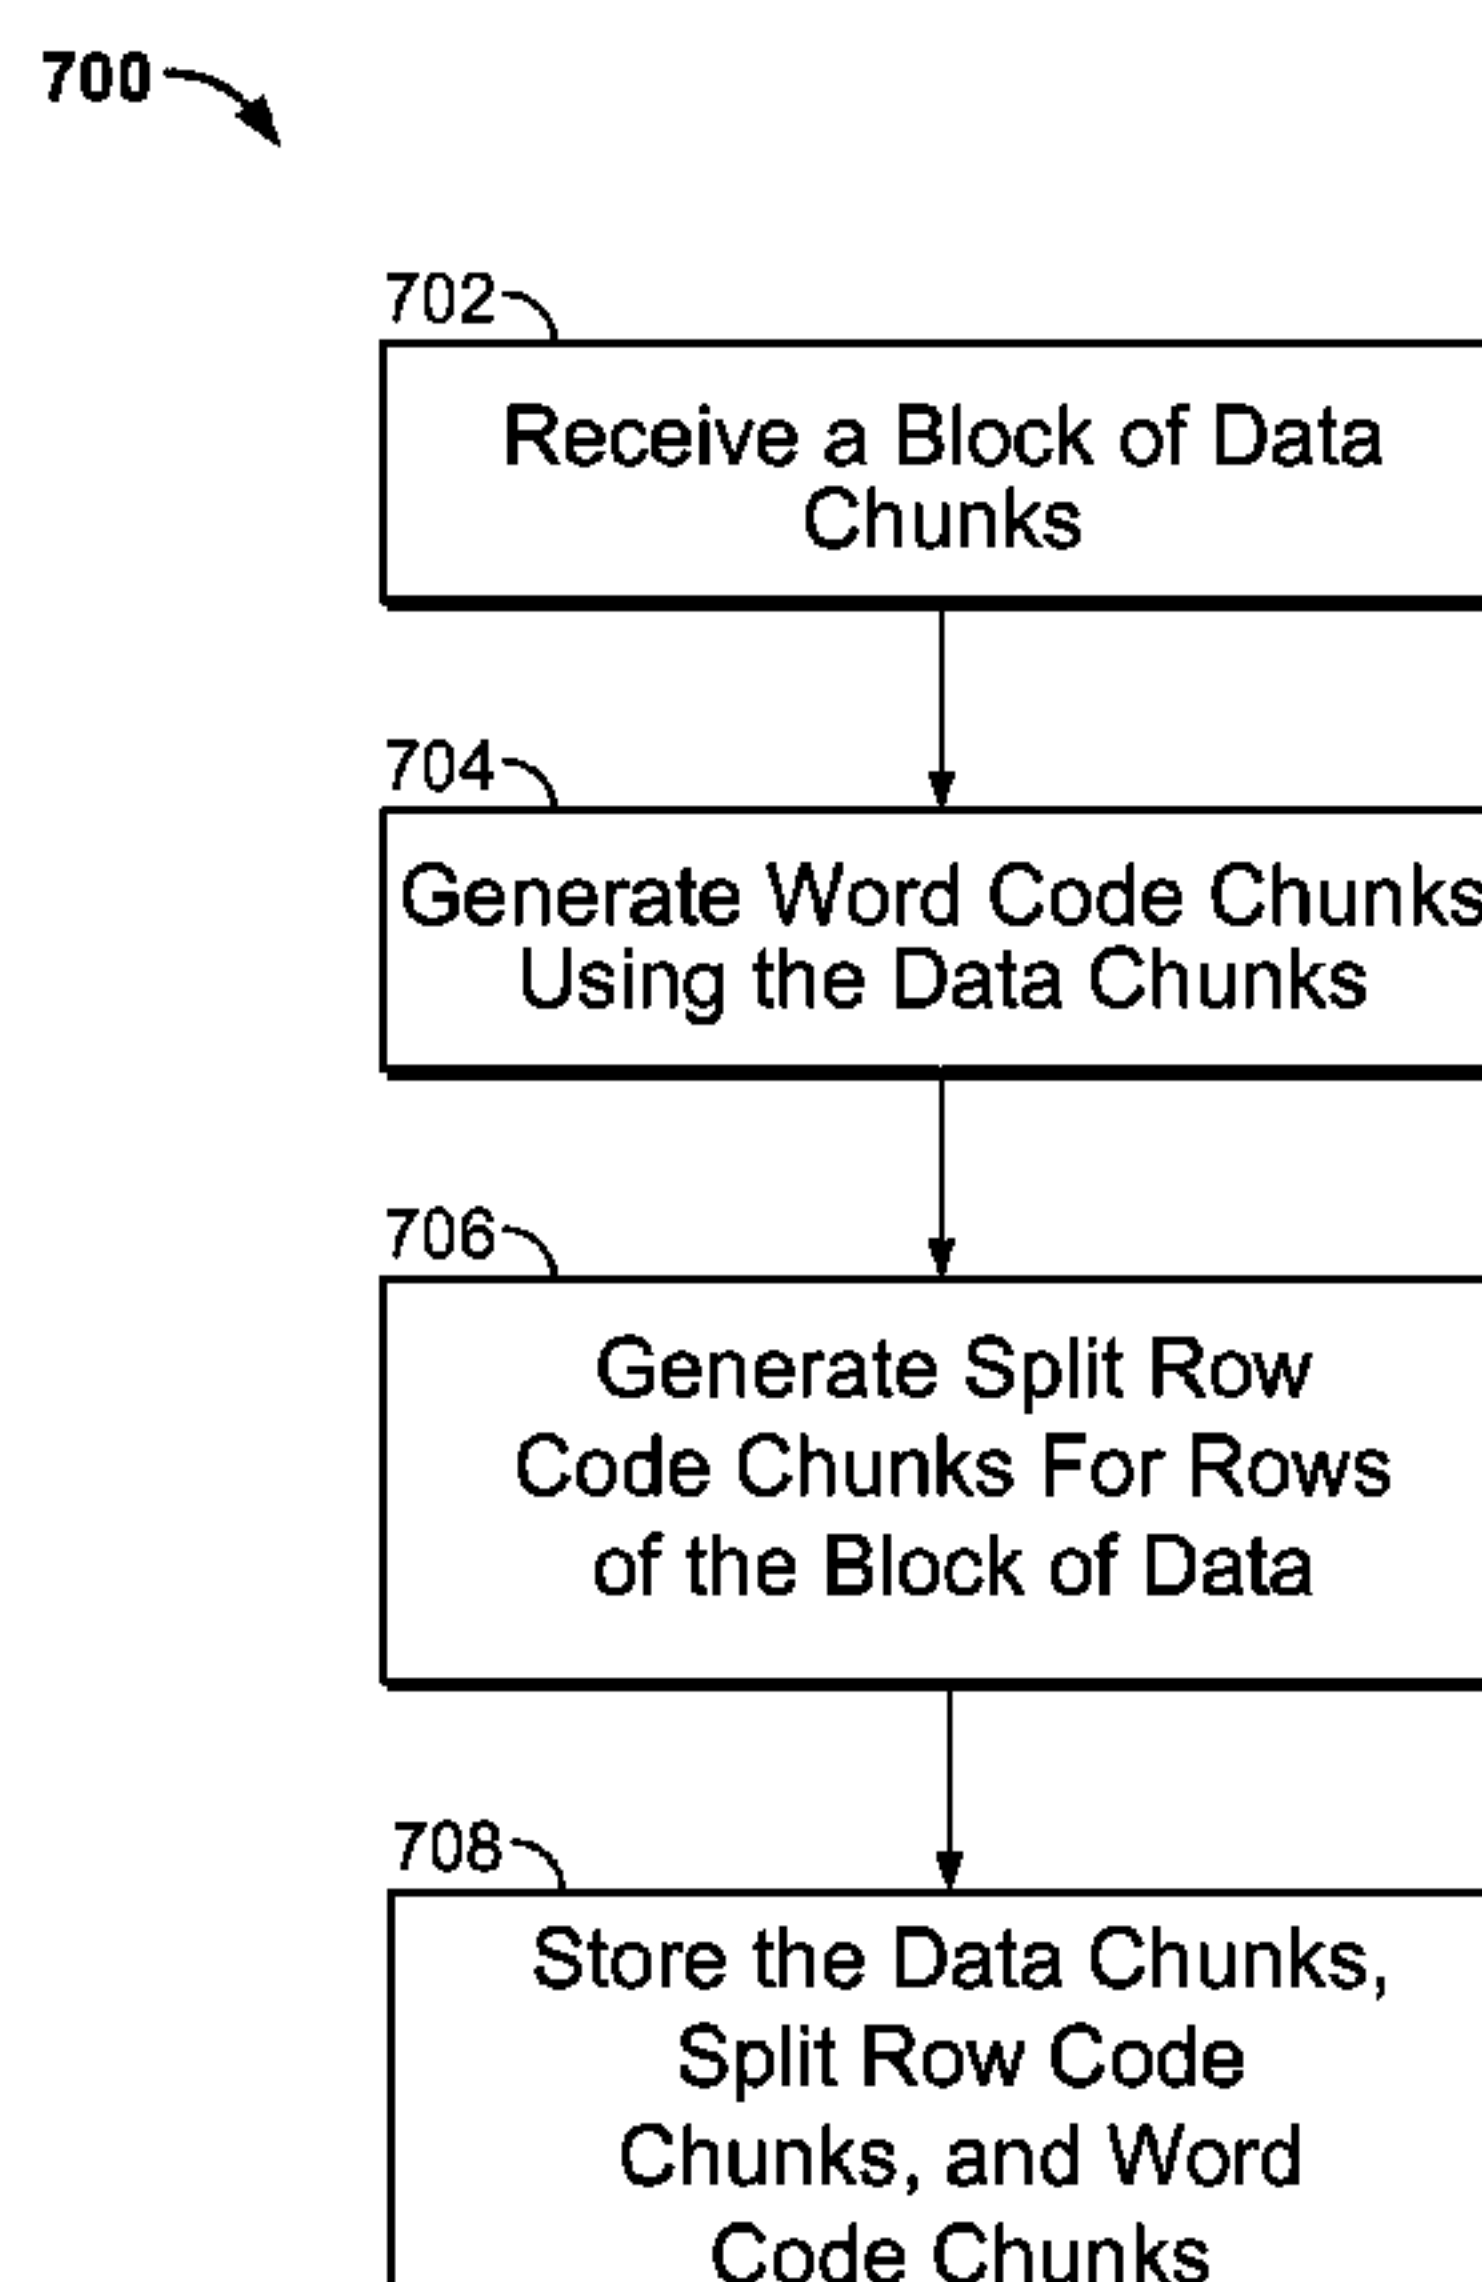 700
702
Receive a Block of Data
Chunks
704
Generate Word Code Chunks
Using the Data Chunks
706
Generate Split Row
Code Chunks For Rows
of the Block of Data
708
Store the Data Chunks,
Split Row Code
Chunks, and Word
Code Chunks